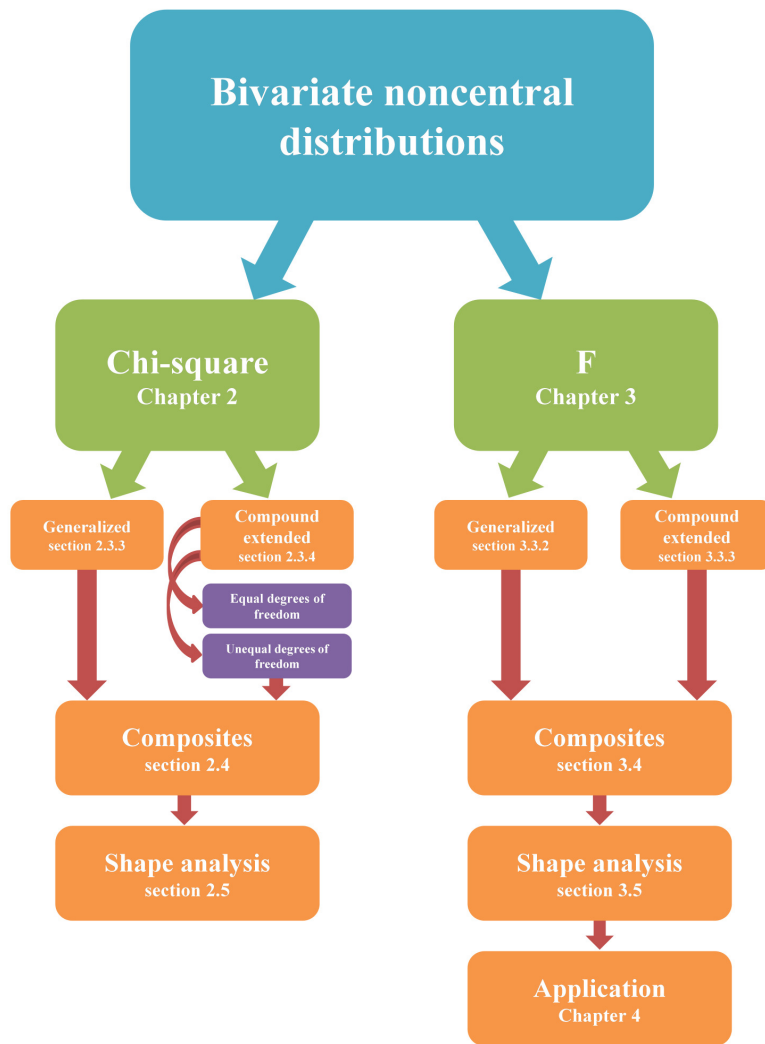 Bivariate noncentral
distributions
Chi-square
Chapter 2
F
Chapter 3
Generalized
section 2.3.3
Compound
extended
section 2.3.4
Generalized
section 3.3.2
Compound
extended
section 3.3.3
Equal degrees of
freedom
Unequal degrees of
freedom
Composites
section 2.4
Composites
section 3.4
Shape analysis
section 2.5
Shape analysis
section 3.5
Application
Chapter 4